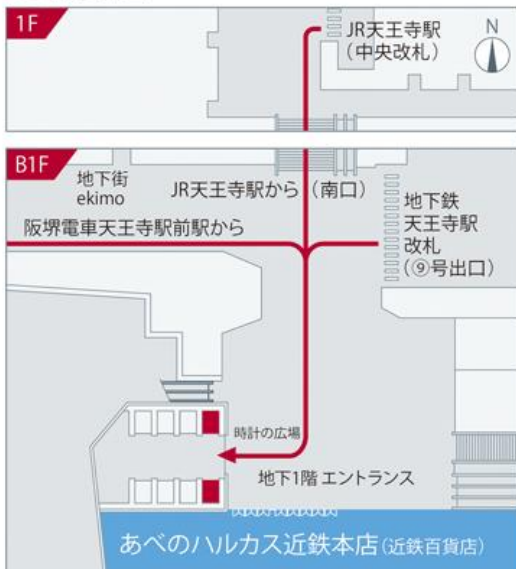 1F
JR天王寺駅
(中央改札)
N
B1F
地下街
ekimo
JR天王寺駅から(南口)
阪堺電車天王寺駅前駅から
地下鉄
天王寺駅
改札
(⑨号出口)
時計の広場
地下1階 エントランス
あべのハルカス近鉄本店(近鉄百貨店)